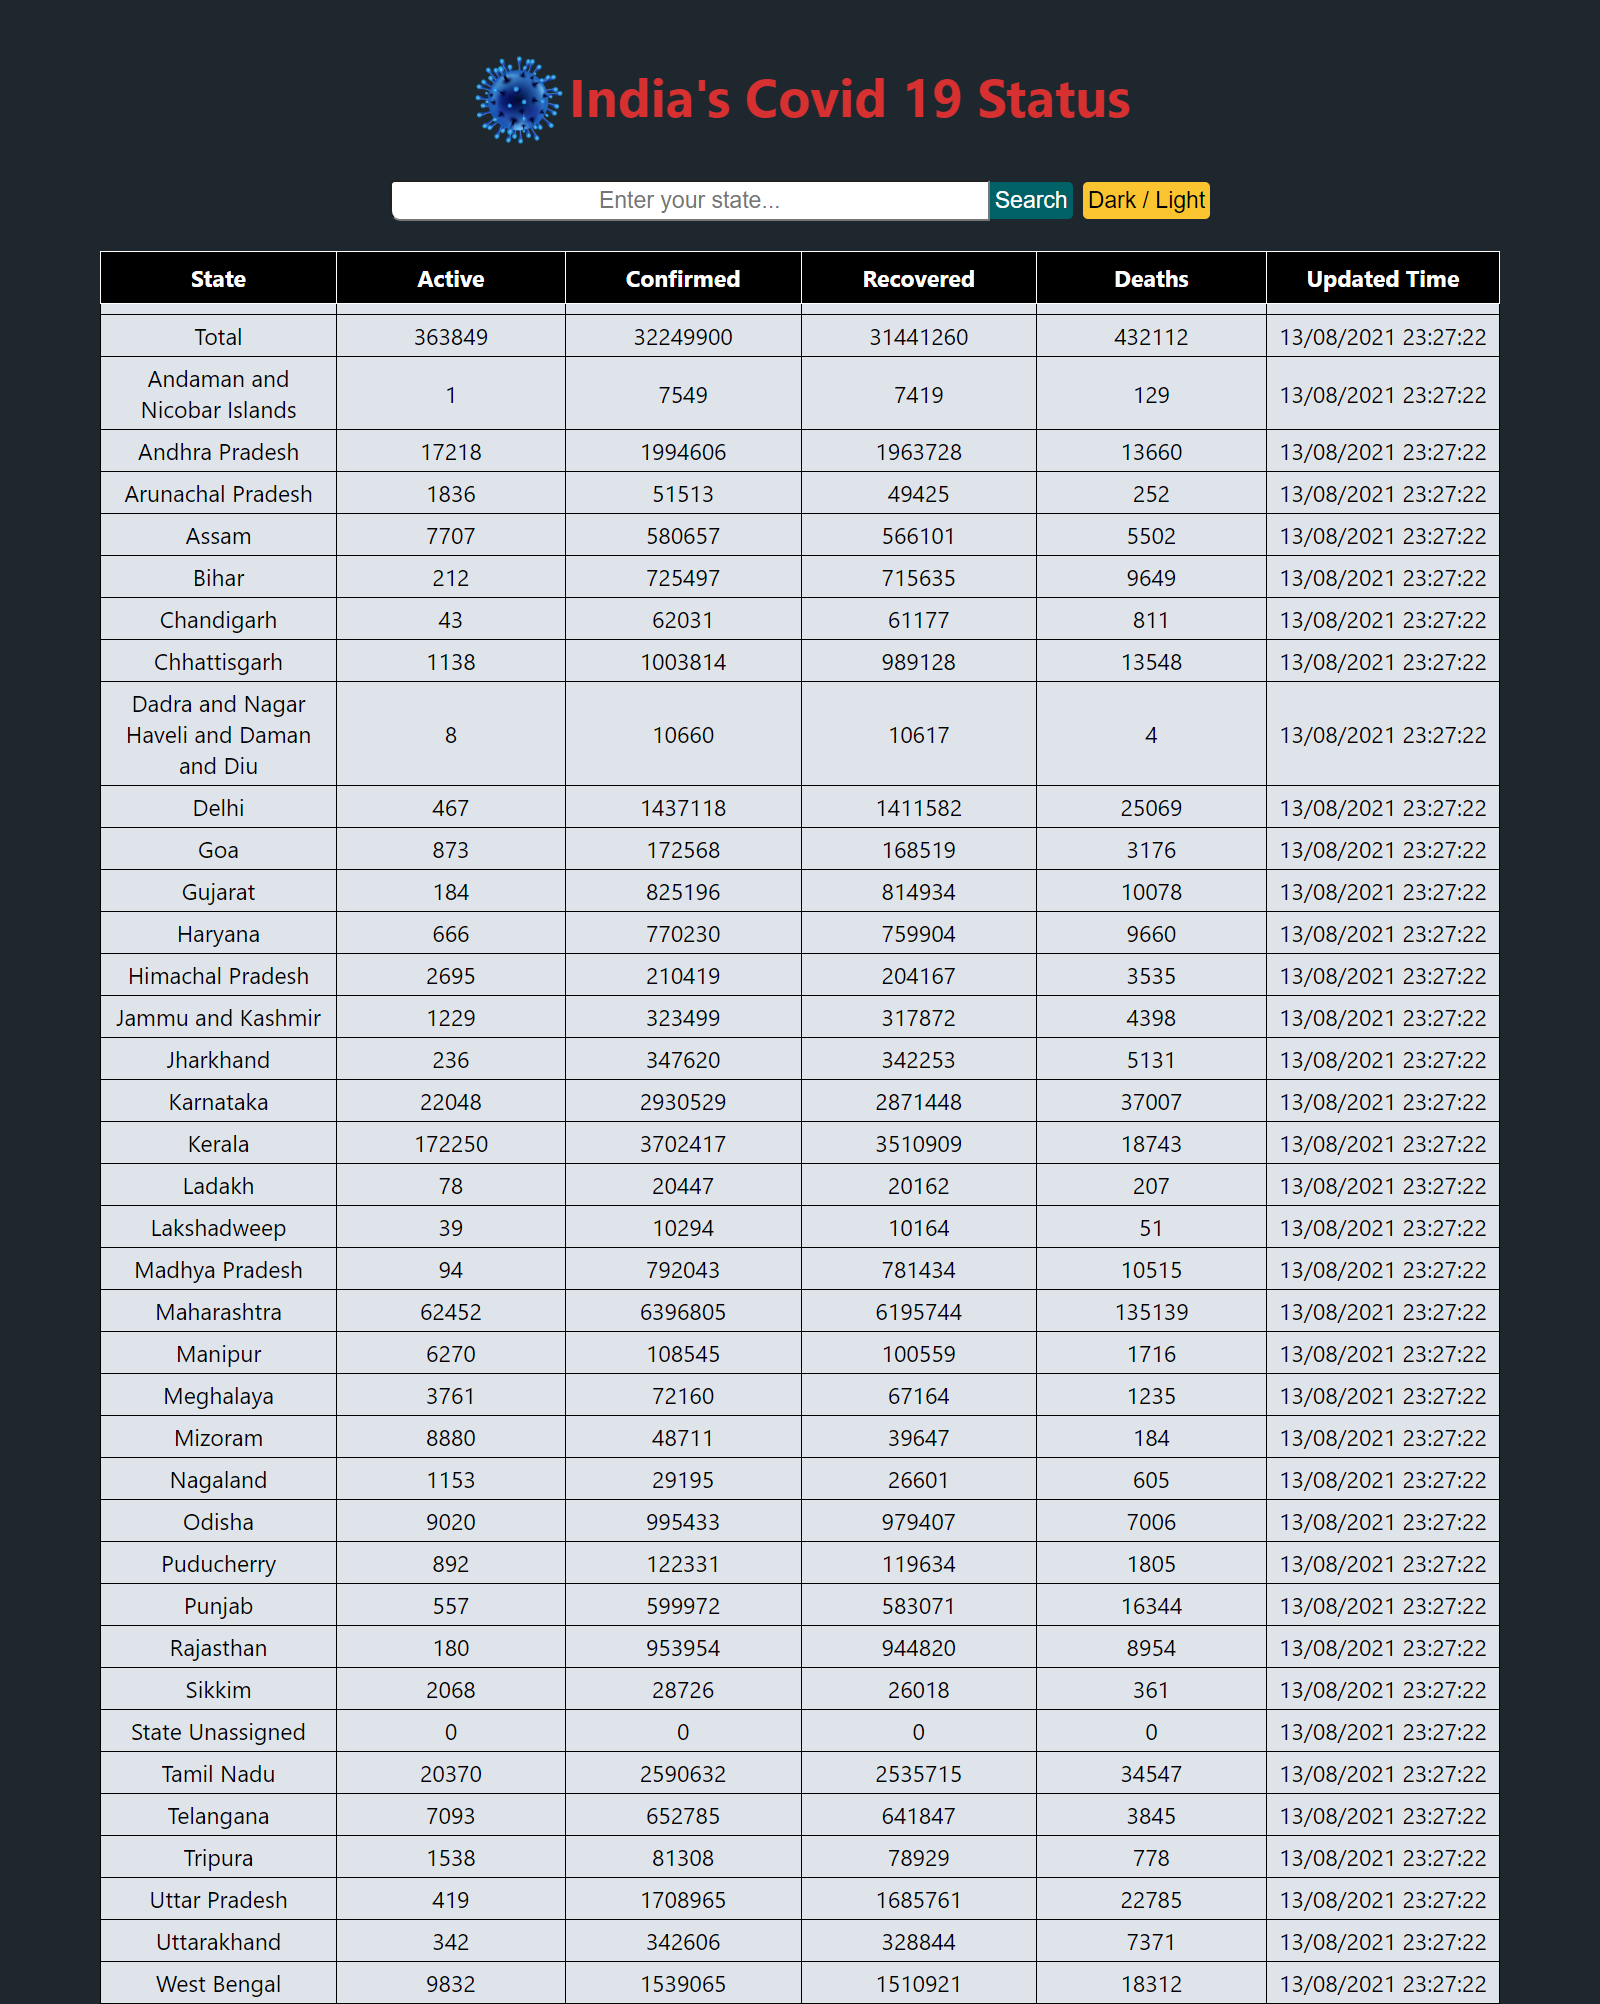 India's Covid 19 Status
Enter your state... Search Dark / Light
State Active Confirmed Recovered Deaths Updated Time
Total 363849 32249900 31441260 432112 13/08/2021 23:27:22
Andaman and
Nicobar Islands 1 7549 7419 129 13/08/2021 23:27:22
Andhra Pradesh 17218 1994606 1963728 13660 13/08/2021 23:27:22
Arunachal Pradesh 1836 51513 49425 252 13/08/2021 23:27:22
Assam 7707 580657 566101 5502 13/08/2021 23:27:22
Bihar 212 725497 715635 9649 13/08/2021 23:27:22
Chandigarh 43 62031 61177 811 13/08/2021 23:27:22
Chhattisgarh 1138 1003814 989128 13548 13/08/2021 23:27:22
Dadra and Nagar
Haveli and Daman 8 10660 10617 4 13/08/2021 23:27:22
and Diu
Delhi 467 1437118 1411582 25069 13/08/2021 23:27:22
Goa 873 172568 168519 3176 13/08/2021 23:27:22
Gujarat 184 825196 814934 10078 13/08/2021 23:27:22
Haryana 666 770230 759904 9660 13/08/2021 23:27:22
Himachal Pradesh 2695 210419 204167 3535 13/08/2021 23:27:22
Jammu and Kashmir 1229 323499 317872 4398 13/08/2021 23:27:22
Jharkhand 236 347620 342253 5131 13/08/2021 23:27:22
Karnataka 22048 2930529 2871448 37007 13/08/2021 23:27:22
Kerala 172250 3702417 3510909 18743 13/08/2021 23:27:22
Ladakh 78 20447 20162 207 13/08/2021 23:27:22
Lakshadweep 39 10294 10164 51 13/08/2021 23:27:22
Madhya Pradesh 94 792043 781434 10515 13/08/2021 23:27:22
Maharashtra 62452 6396805 6195744 135139 13/08/2021 23:27:22
Manipur 6270 108545 100559 1716 13/08/2021 23:27:22
Meghalaya 3761 72160 67164 1235 13/08/2021 23:27:22
Mizoram 8880 48711 39647 184 13/08/2021 23:27:22
Nagaland 1153 29195 26601 605 13/08/2021 23:27:22
Odisha 9020 995433 979407 7006 13/08/2021 23:27:22
Puducherry 892 122331 119634 1805 13/08/2021 23:27:22
Punjab 557 599972 583071 16344 13/08/2021 23:27:22
Rajasthan 180 953954 944820 8954 13/08/2021 23:27:22
Sikkim 2068 28726 26018 361 13/08/2021 23:27:22
State Unassigned 0 0 0 0 13/08/2021 23:27:22
Tamil Nadu 20370 2590632 2535715 34547 13/08/2021 23:27:22
Telangana 7093 652785 641847 3845 13/08/2021 23:27:22
Tripura 1538 81308 78929 778 13/08/2021 23:27:22
Uttar Pradesh 419 1708965 1685761 22785 13/08/2021 23:27:22
Uttarakhand 342 342606 328844 7371 13/08/2021 23:27:22
West Bengal 9832 1539065 1510921 18312 13/08/2021 23:27:22